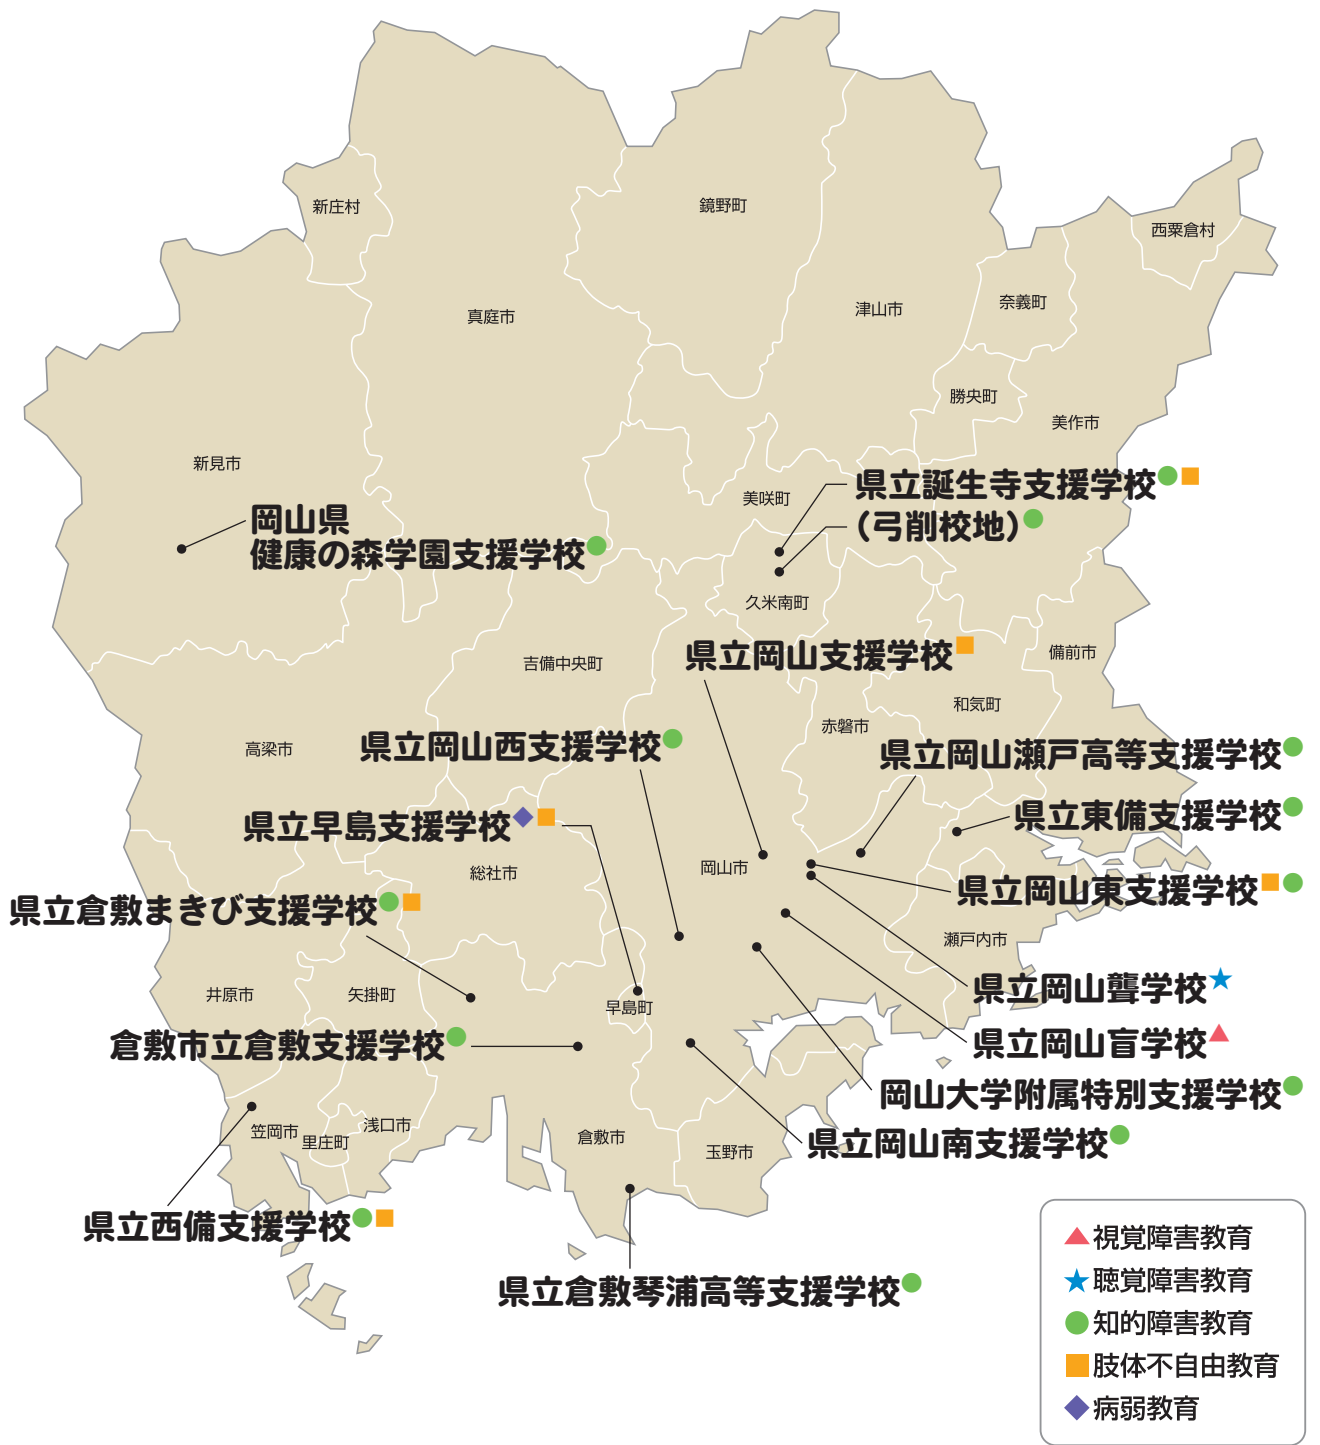 新庄村
鏡野町
西粟倉村
真庭市
津山市
奈義町
勝央町
美作市
新見市
美咲町
県立誕生寺支援学校
(弓削校地)
岡山県
健康の森学園支援学校
久米南町
県立岡山支援学校
備前市
吉備中央町
和気町
赤磐市
高梁市
県立岡山西支援学校
県立岡山瀬戸高等支援学校
県立早島支援学校
県立東備支援学校
総社市
岡山市
県立岡山東支援学校
県立倉敷まきび支援学校
瀬戸内市
県立岡山聾学校
井原市
矢掛町
早島町
倉敷市立倉敷支援学校
県立岡山盲学校
岡山大学附属特別支援学校
笠岡市
里庄町
浅口市
倉敷市
玉野市
県立岡山南支援学校
県立西備支援学校
県立倉敷琴浦高等支援学校
視覚障害教育
聴覚障害教育
知的障害教育
肢体不自由教育
病弱教育